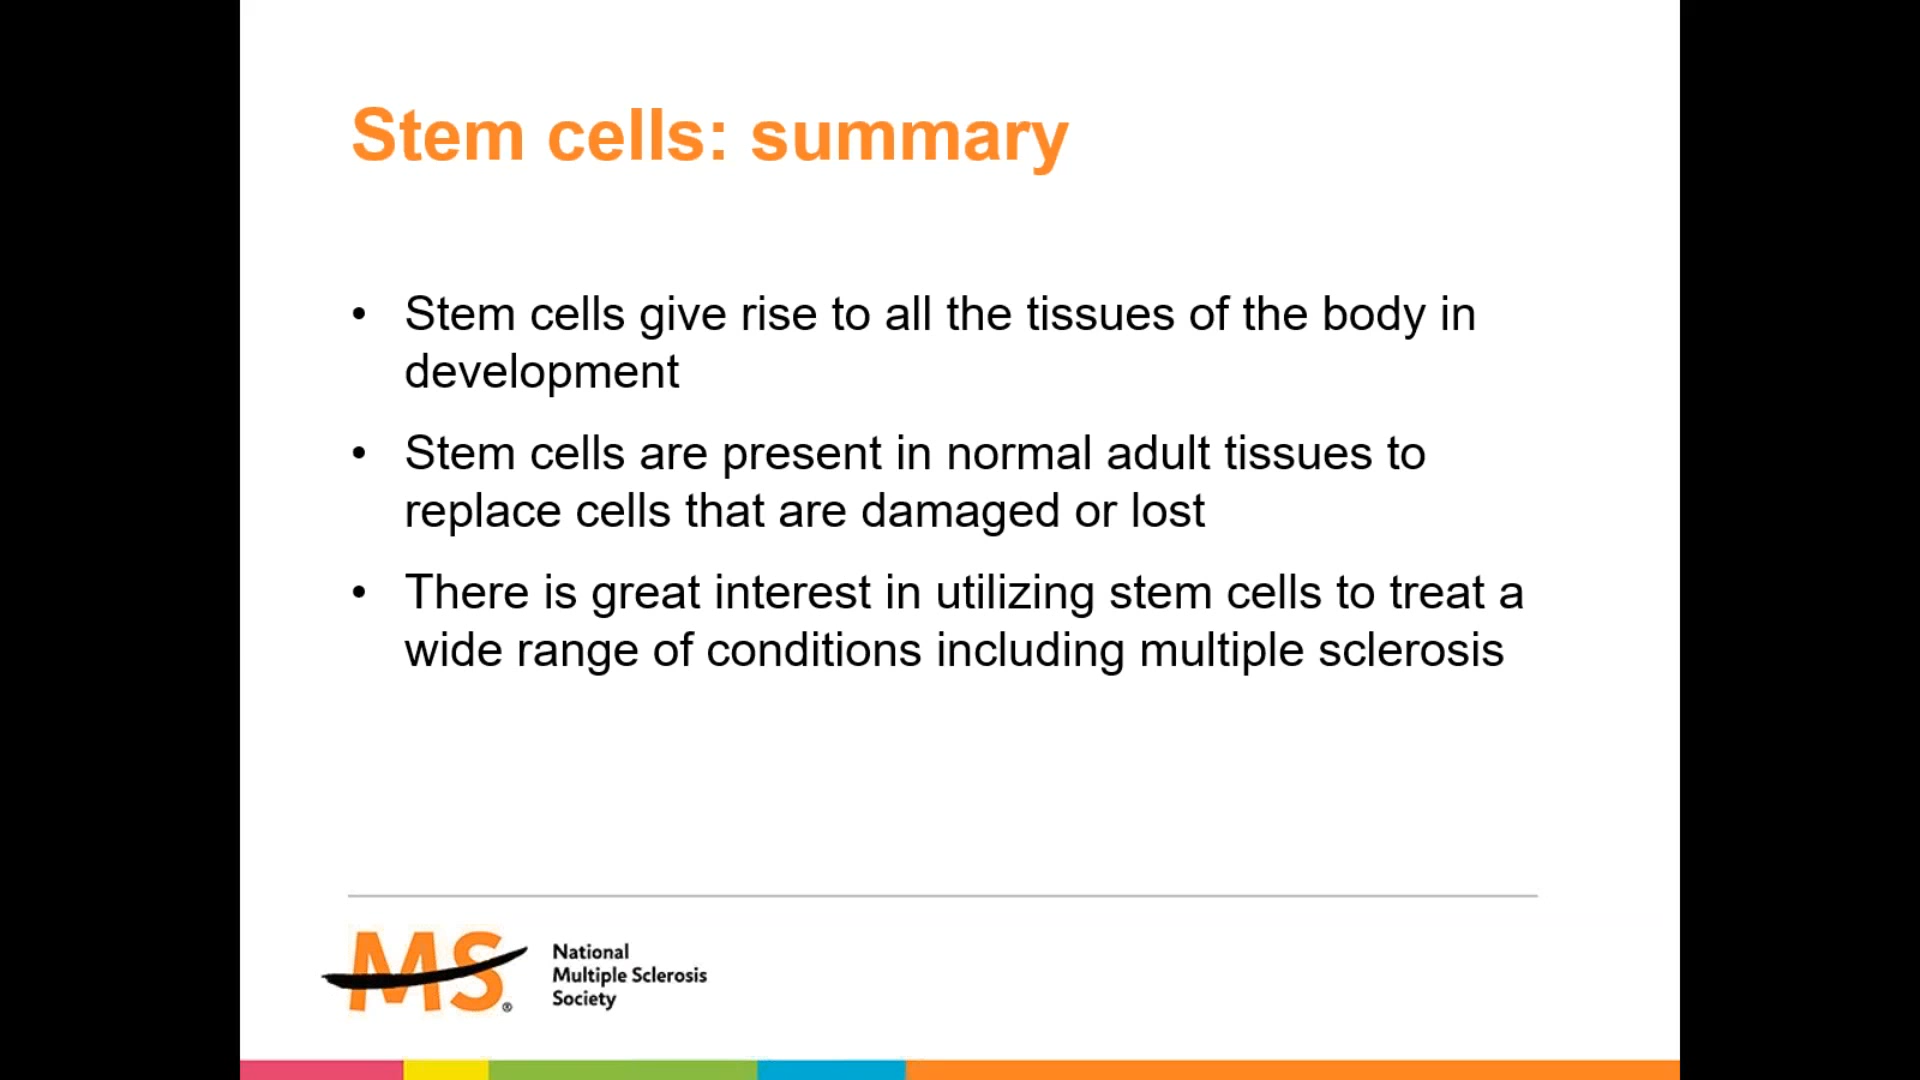 Stem cells: summary
• Stem cells give rise to all the tissues of the body in
development
• Stem cells are present in normal adult tissues to
replace cells that are damaged or lost
• There is great interest in utilizing stem cells to treat a
wide range of conditions including multiple sclerosis
MS®
National
Multiple Sclerosis
Society